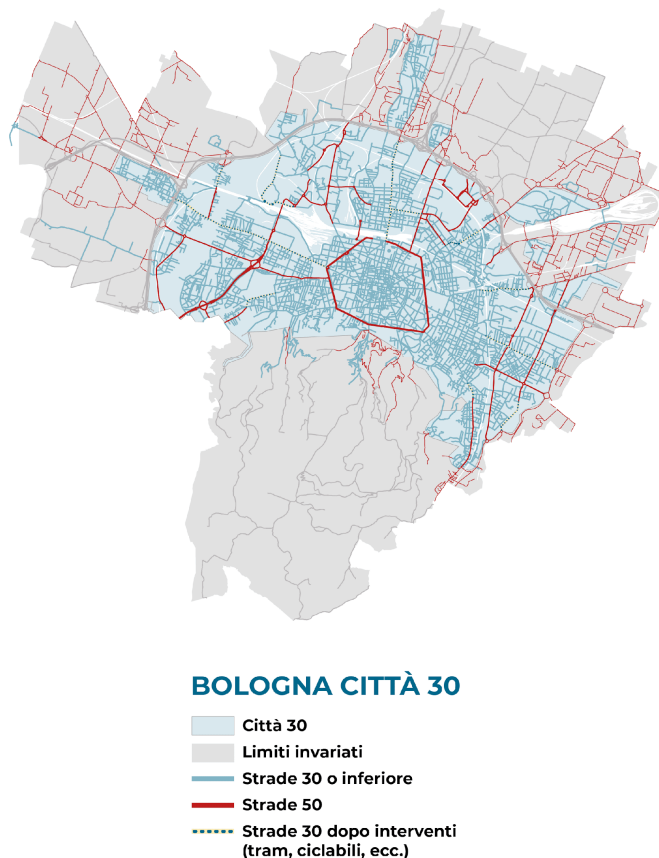 BOLOGNA CITTÀ 30
Città 30
Limiti invariati
Strade 30 o inferiore
Strade 50
Strade 30 dopo interventi
(tram, ciclabili, ecc.)